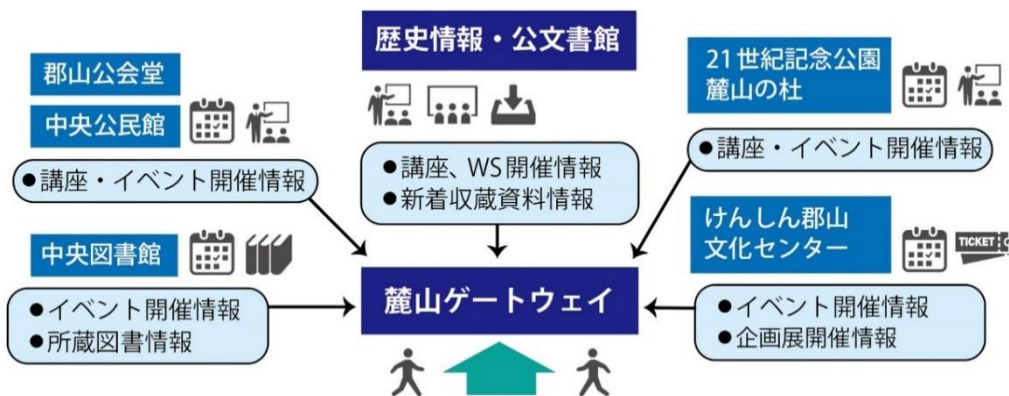 歴史情報・公文書館
● 講座、WS開催情報
● 新着収蔵資料情報
郡山公会堂
中央公民館
● 講座・イベント開催情報
21世紀記念公園
麓山の杜
● 講座・イベント開催情報
中央図書館
● イベント開催情報
● 所蔵図書情報
麓山ゲートウェイ
けんしん郡山
文化センター
TICKET
● イベント開催情報
● 企画展開催情報